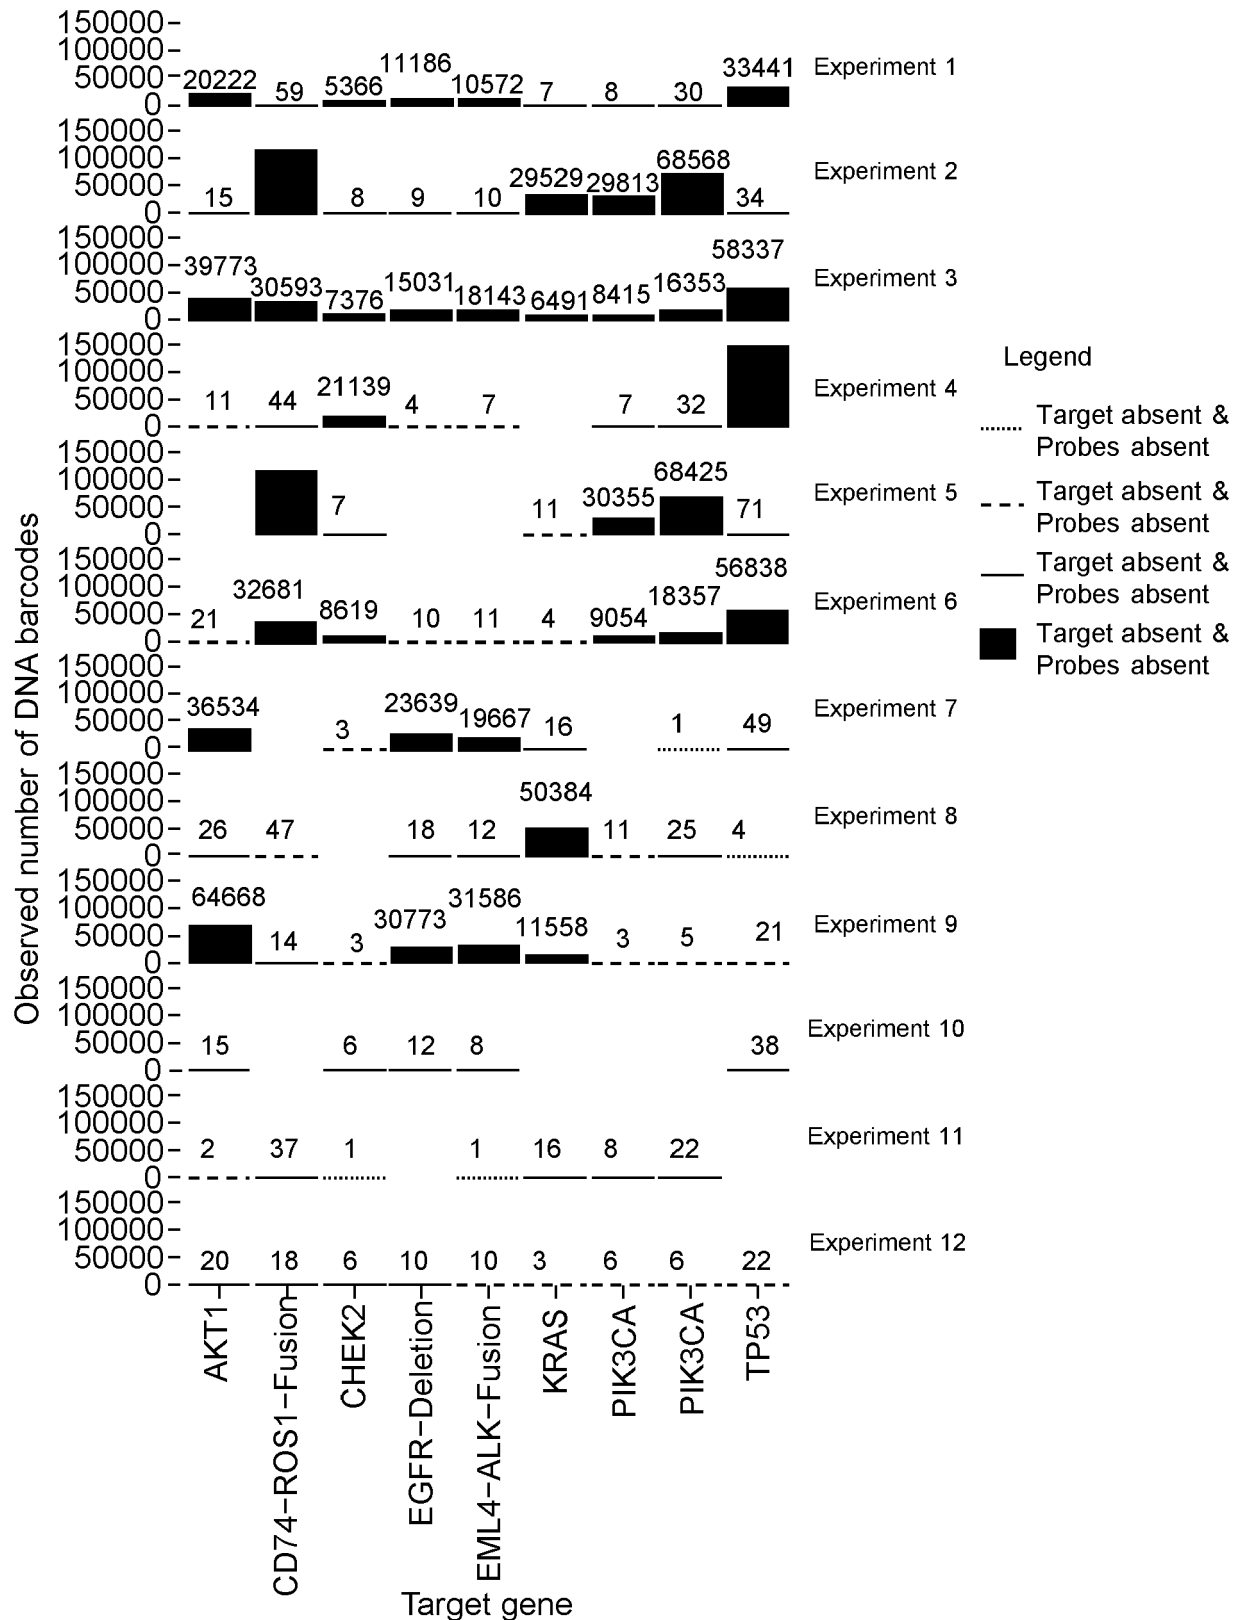 150000
100000
50000
0
20222 59 5366 11186 10572 7 8 30 33441
Experiment 1
150000
100000
50000
0
15 8 9 10 29529 29813 68568 34
Experiment 2
150000
100000
50000
0
39773 30593 7376 15031 18143 6491 8415 16353 58337
Experiment 3
150000
100000
50000
0
11 44 21139 4 7 7 32
Experiment 4
150000
100000
50000
0
7 11 30355 68425 71
Experiment 5
150000
100000
50000
0
21 32681 8619 10 11 4 9054 18357 56838
Experiment 6
150000
100000
50000
0
36534 3 23639 19667 16 1 49
Experiment 7
150000
100000
50000
0
26 47 18 12 50384 11 25 4
Experiment 8
150000
100000
50000
0
64668 14 3 30773 31586 11558 3 5 21
Experiment 9
150000
100000
50000
0
15 6 12 8 38
Experiment 10
150000
100000
50000
0
2 37 1 1 16 8 22
Experiment 11
150000
100000
50000
0
20 18 6 10 10 3 6 6 22
Experiment 12
Observed number of DNA barcodes
AKT1
CD74-ROS1-Fusion
CHEK2
EGFR-Deletion
EML4-ALK-Fusion
KRAS
PIK3CA
PIK3CA
TP53
Target gene
Legend
Target absent &
Probes absent
Target absent &
Probes absent
Target absent &
Probes absent
Target absent &
Probes absent